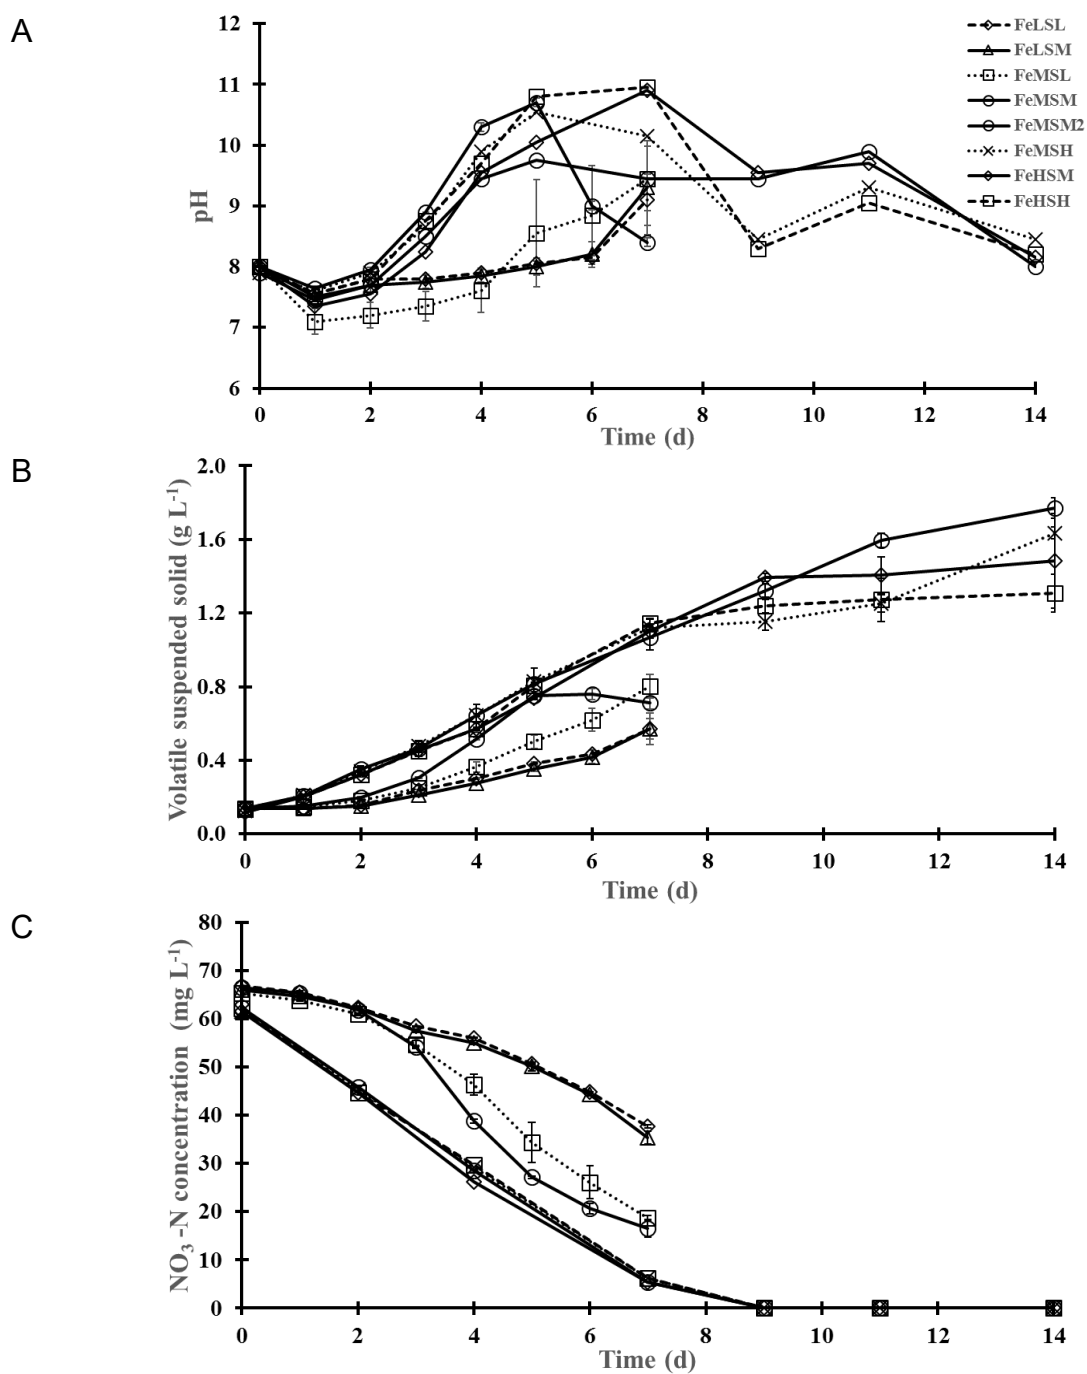 A
12
11
10
9
8
7
6
pH
0 2 4 6 8 10 12 14
Time (d)
FeLSL
FeLSM
FeMSL
FeMSM
FeMSM2
FeMSH
FeHSM
FeHSH
B
2.0
1.6
1.2
0.8
0.4
0.0
Volatile suspended solid (g L-1)
0 2 4 6 8 10 12 14
Time (d)
C
80
70
60
50
40
30
20
10
0
NO3 -N concentration (mg L-1)
0 2 4 6 8 10 12 14
Time (d)